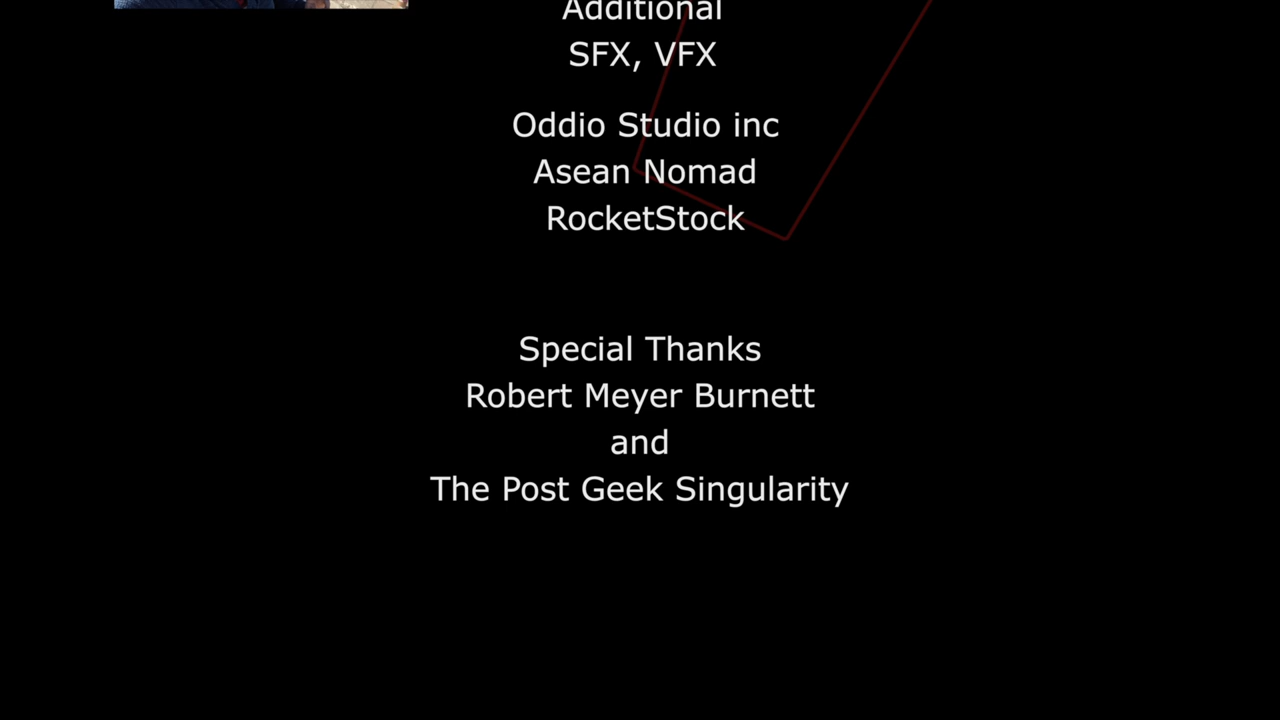 Additional
SFX, VFX
Oddio Studio inc
Asean Nomad
RocketStock
Special Thanks
Robert Meyer Burnett
and
The Post Geek Singularity